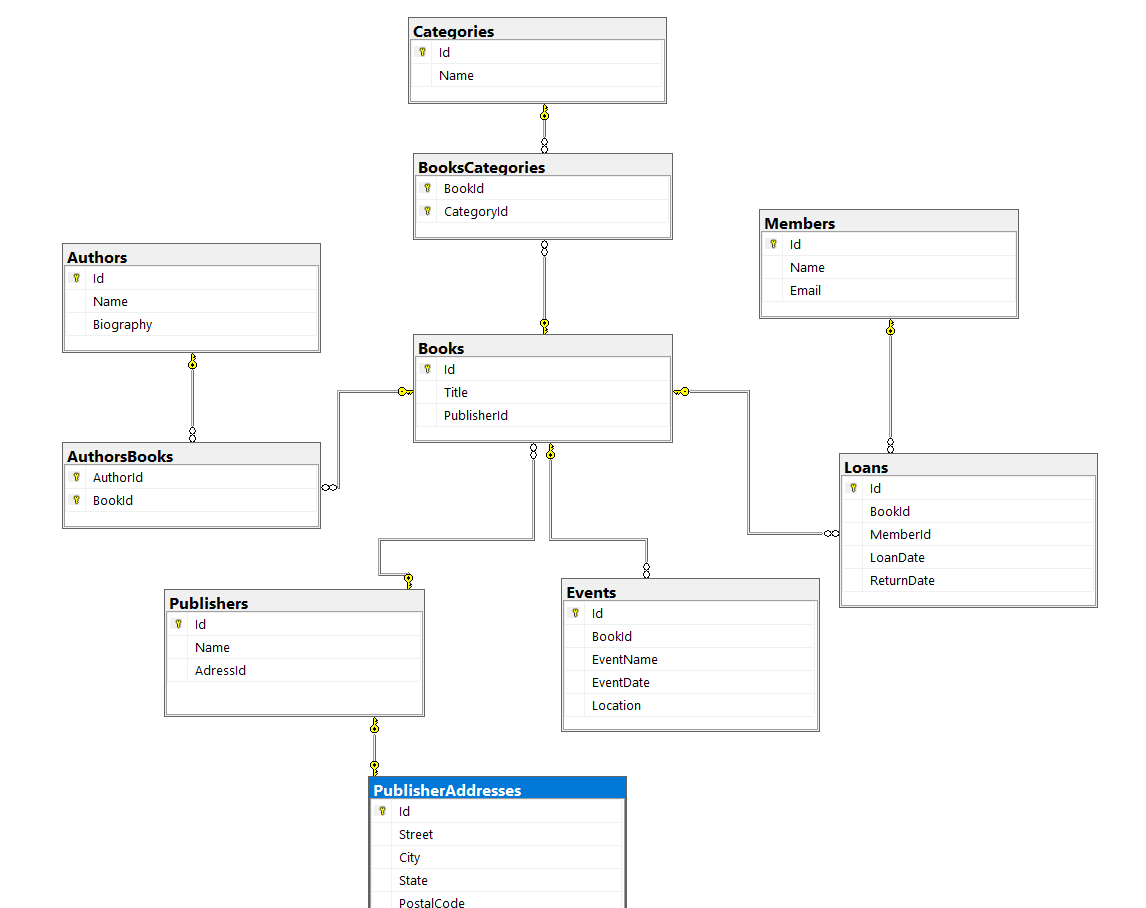 Categories
Id
Name
BooksCategories
BookId
CategoryId
Members
Id
Name
Email
Authors
Id
Name
Biography
Books
Id
Title
PublisherId
AuthorsBooks
AuthorId
BookId
Loans
Id
BookId
MemberId
LoanDate
ReturnDate
Publishers
Id
Name
AdressId
Events
Id
BookId
EventName
EventDate
Location
PublisherAddresses
Id
Street
City
State
PostalCode